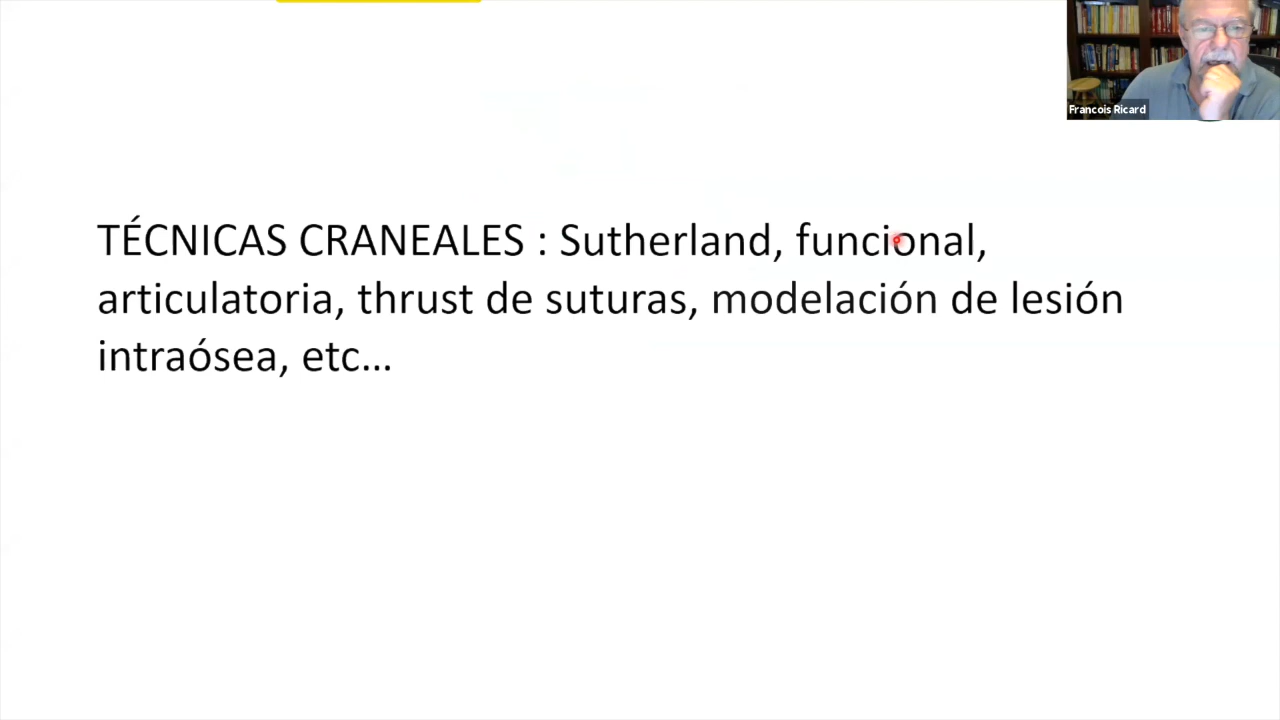 Francois Ricard
TÉCNICAS CRANEALES : Sutherland, funcional,
articulatoria, thrust de suturas, modelación de lesión
intraósea, etc...